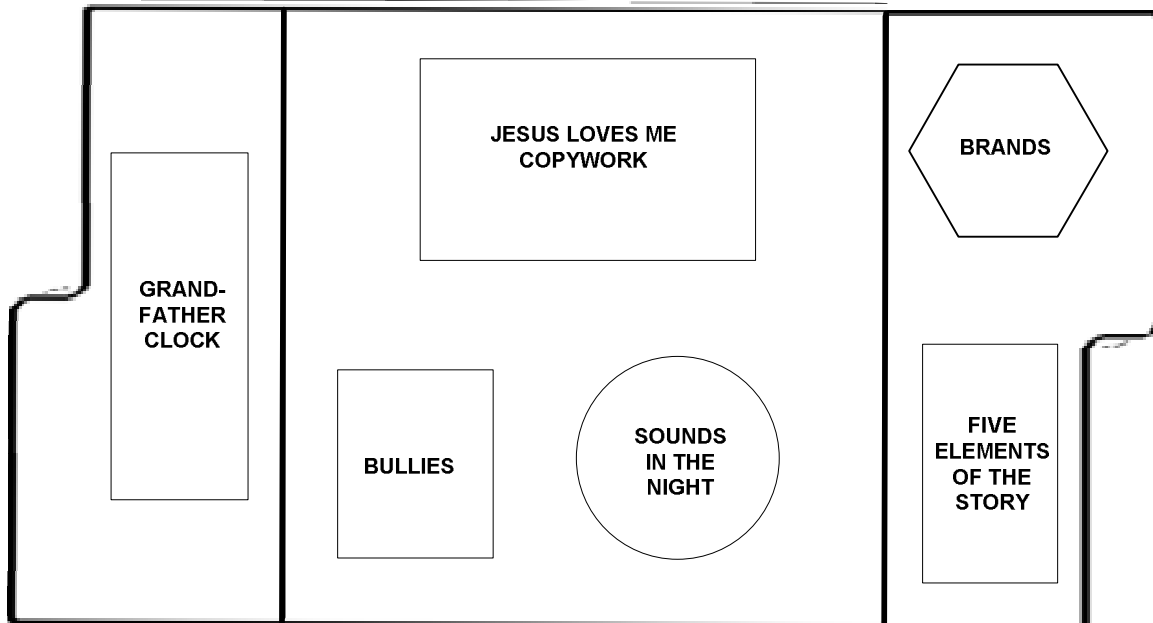 GRAND-
FATHER
CLOCK
JESUS LOVES ME
COPYWORK
BULLIES
SOUNDS
IN THE
NIGHT
BRANDS
FIVE
ELEMENTS
OF THE
STORY